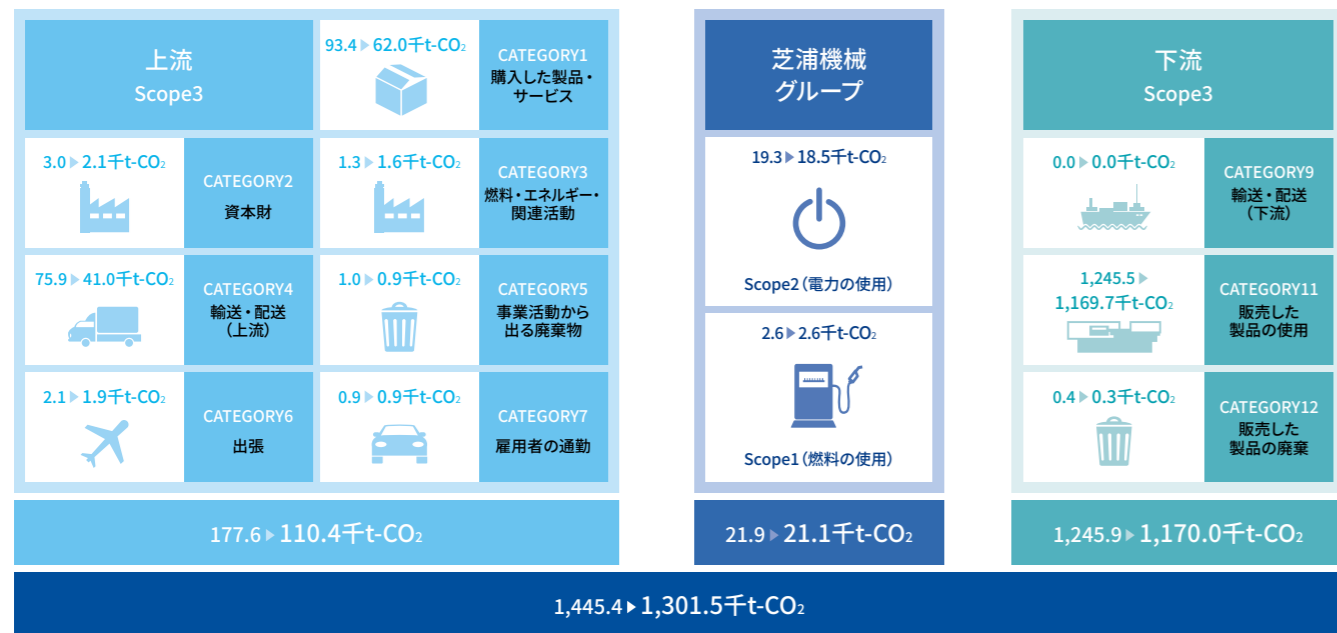 上流
Scope3
93.4▶62.0千t-CO₂
CATEGORY1
購入した製品・
サービス
3.0▶2.1千t-CO₂
CATEGORY2
資本財
1.3▶1.6千t-CO₂
CATEGORY3
燃料・エネルギー・
関連活動
75.9▶41.0千t-CO₂
CATEGORY4
輸送・配送
（上流）
1.0▶0.9千t-CO₂
CATEGORY5
事業活動から
出る廃棄物
2.1▶1.9千t-CO₂
CATEGORY6
出張
0.9▶0.9千t-CO₂
CATEGORY7
雇用者の通勤
177.6▶110.4千t-CO₂
芝浦機械
グループ
19.3▶18.5千t-CO₂
Scope2（電力の使用）
2.6▶2.6千t-CO₂
Scope1（燃料の使用）
21.9▶21.1千t-CO₂
下流
Scope3
0.0▶0.0千t-CO₂
CATEGORY9
輸送・配送
（下流）
1,245.5▶
1,169.7千t-CO₂
CATEGORY11
販売した
製品の使用
0.4▶0.3千t-CO₂
CATEGORY12
販売した
製品の廃棄
1,245.9▶1,170.0千t-CO₂
1,445.4▶1,301.5千t-CO₂